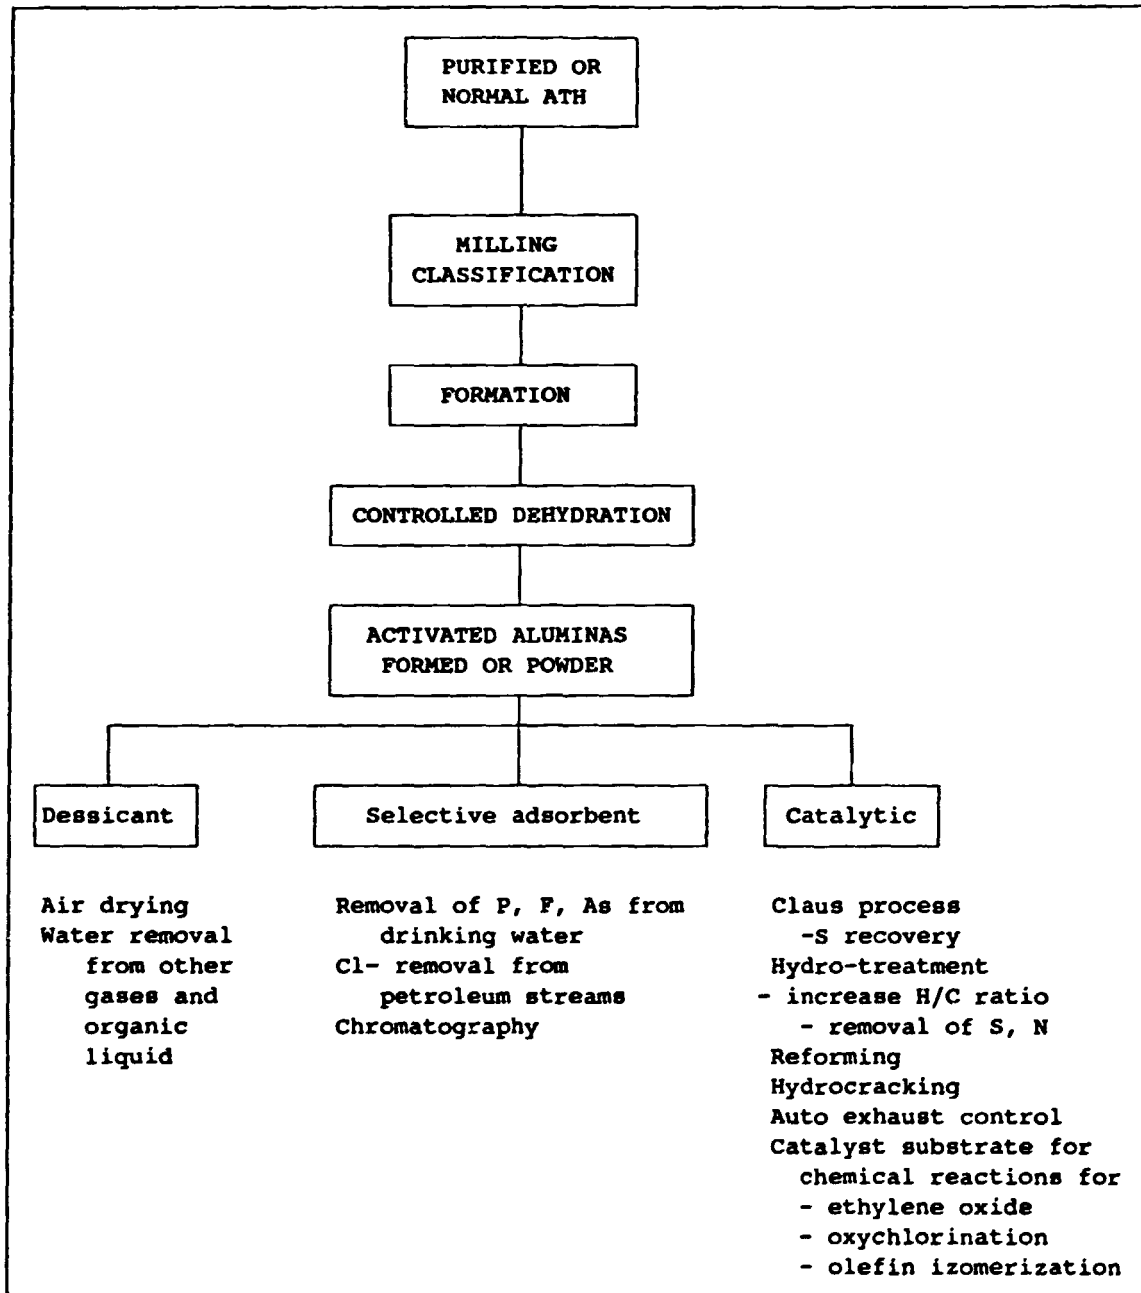 PURIFIED OR
NORMAL ATH
MILLING
CLASSIFICATION
FORMATION
CONTROLLED DEHYDRATION
ACTIVATED ALUMINAS
FORMED OR POWDER
Dessicant
Air drying
Water removal
from other
gases and
organic
liquid
Selective adsorbent
Removal of P, F, As from
drinking water
Cl- removal from
petroleum streams
Chromatography
Catalytic
Claus process
-S recovery
Hydro-treatment
- increase H/C ratio
- removal of S, N
Reforming
Hydrocracking
Auto exhaust control
Catalyst substrate for
chemical reactions for
- ethylene oxide
- oxychlorination
- olefin izomerization